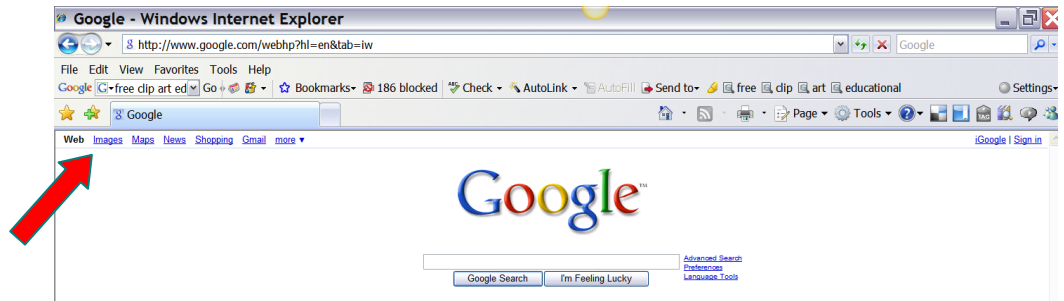 Google - Windows Internet Explorer
http://www.google.com/webhp?hl=en&tab=iw Google
File Edit View Favorites Tools Help
Google G free clip art ed Go Bookmarks 186 blocked ABC Check AutoLink AutoFill Send to free clip art educational Settings
Google Page Tools TAG
Web Images Maps News Shopping Gmail more iGoogle | Sign in
Google™
Advanced Search
Preferences
Language Tools
Google Search I'm Feeling Lucky